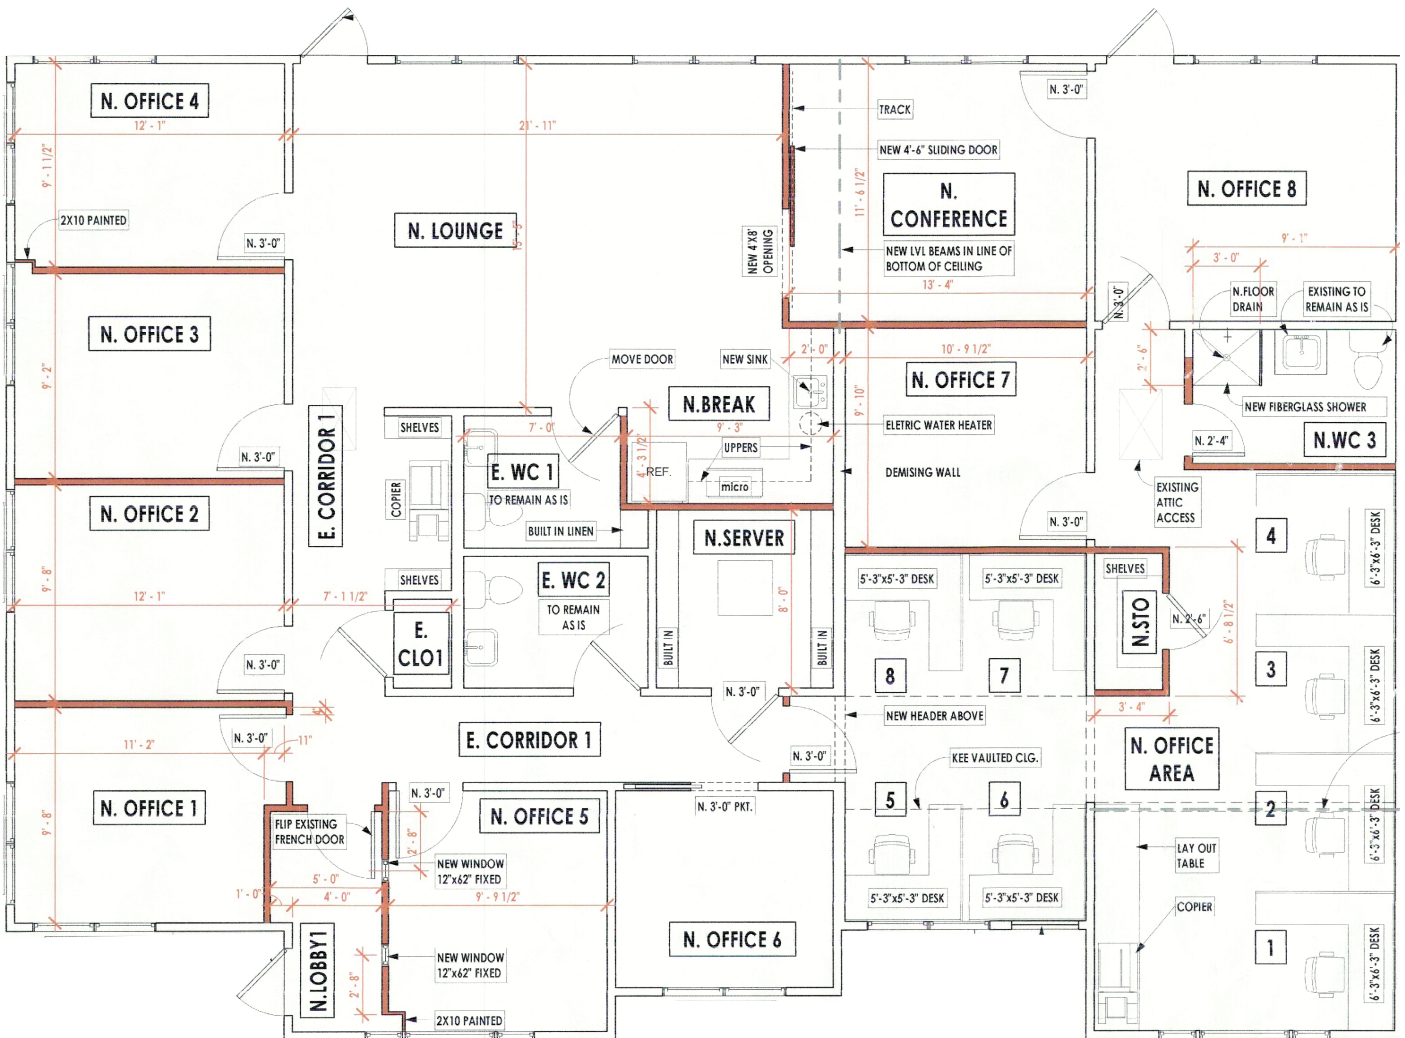 N. OFFICE 4
12' - 1"
9' - 1 1/2"
2X10 PAINTED
N. 3'-0"
N. OFFICE 3
9' - 2"
N. 3'-0"
N. OFFICE 2
9' - 8"
12' - 1"
N. 3'-0"
N. OFFICE 1
11' - 2"
11"
N. 3'-0"
9' - 8"
21' - 11"
N. LOUNGE
E. CORRIDOR 1
7' - 1 1/2"
SHELVES
COPIER
SHELVES
E.
CLO1
MOVE DOOR
7' - 0"
E. WC 1
TO REMAIN AS IS
BUILT IN LINEN
E. WC 2
TO REMAIN
AS IS
NEW SINK
2' - 0"
N.BREAK
9' - 3"
4' - 3 1/2"
UPPERS
REF.
micro
ELETRIC WATER HEATER
N.SERVER
8' - 0"
BUILT IN
BUILT IN
N. 3'-0"
E. CORRIDOR 1
N. 3'-0"
N. 3'-0"
N. OFFICE 5
FLIP EXISTING
FRENCH DOOR
2' - 8"
NEW WINDOW
12"x62" FIXED
5' - 0"
1' - 0"
4' - 0"
9' - 9 1/2"
N.LOBBY1
NEW WINDOW
12"x62" FIXED
2' - 8"
2X10 PAINTED
N. 3'-0" PKT.
N. OFFICE 6
TRACK
NEW 4'-6" SLIDING DOOR
11' - 6 1/2"
N.
CONFERENCE
NEW 4'X8'
OPENING
NEW LVL BEAMS IN LINE OF
BOTTOM OF CEILING
13' - 4"
N. 3'-0"
N. OFFICE 8
9' - 1"
3' - 0"
N.FLOOR
DRAIN
EXISTING TO
REMAIN AS IS
N. 3'-0"
2' - 6"
NEW FIBERGLASS SHOWER
N. 2'-4"
N.WC 3
10' - 9 1/2"
N. OFFICE 7
9' - 10"
DEMISING WALL
N. 3'-0"
EXISTING
ATTIC
ACCESS
5'-3"x5'-3" DESK
5'-3"x5'-3" DESK
8
7
SHELVES
N.STO
N. 2'-6"
6' - 8 1/2"
3' - 4"
NEW HEADER ABOVE
KEE VAULTED CLG.
N. OFFICE
AREA
5
6
5'-3"x5'-3" DESK
5'-3"x5'-3" DESK
4
6'-3"x6'-3" DESK
3
6'-3"x6'-3" DESK
2
6'-3"x6'-3" DESK
LAY OUT
TABLE
COPIER
1
6'-3"x6'-3" DESK